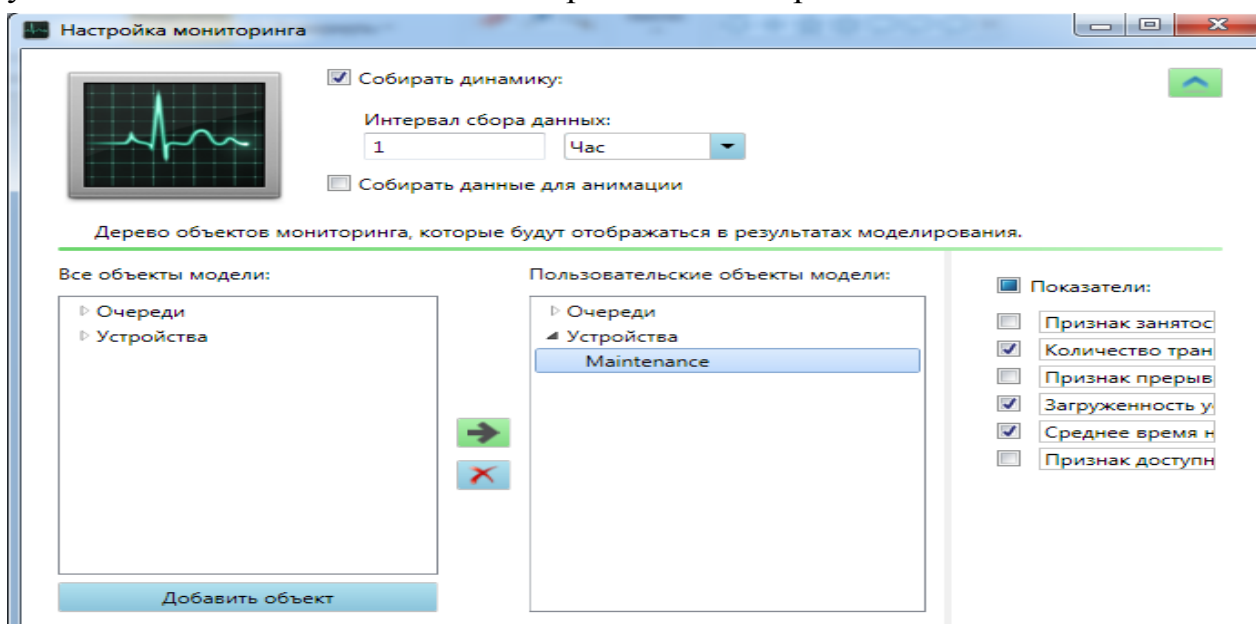 Настройка мониторинга
Собирать динамику:
Интервал сбора данных:
1 Час
Собирать данные для анимации
Дерево объектов мониторинга, которые будут отображаться в результатах моделирования.
Все объекты модели:
Очереди
Устройства
Добавить объект
Пользовательские объекты модели:
Очереди
Устройства
Maintenance
Показатели:
Признак занятос
Количество тран
Признак прерыв
Загруженность у
Среднее время н
Признак доступн